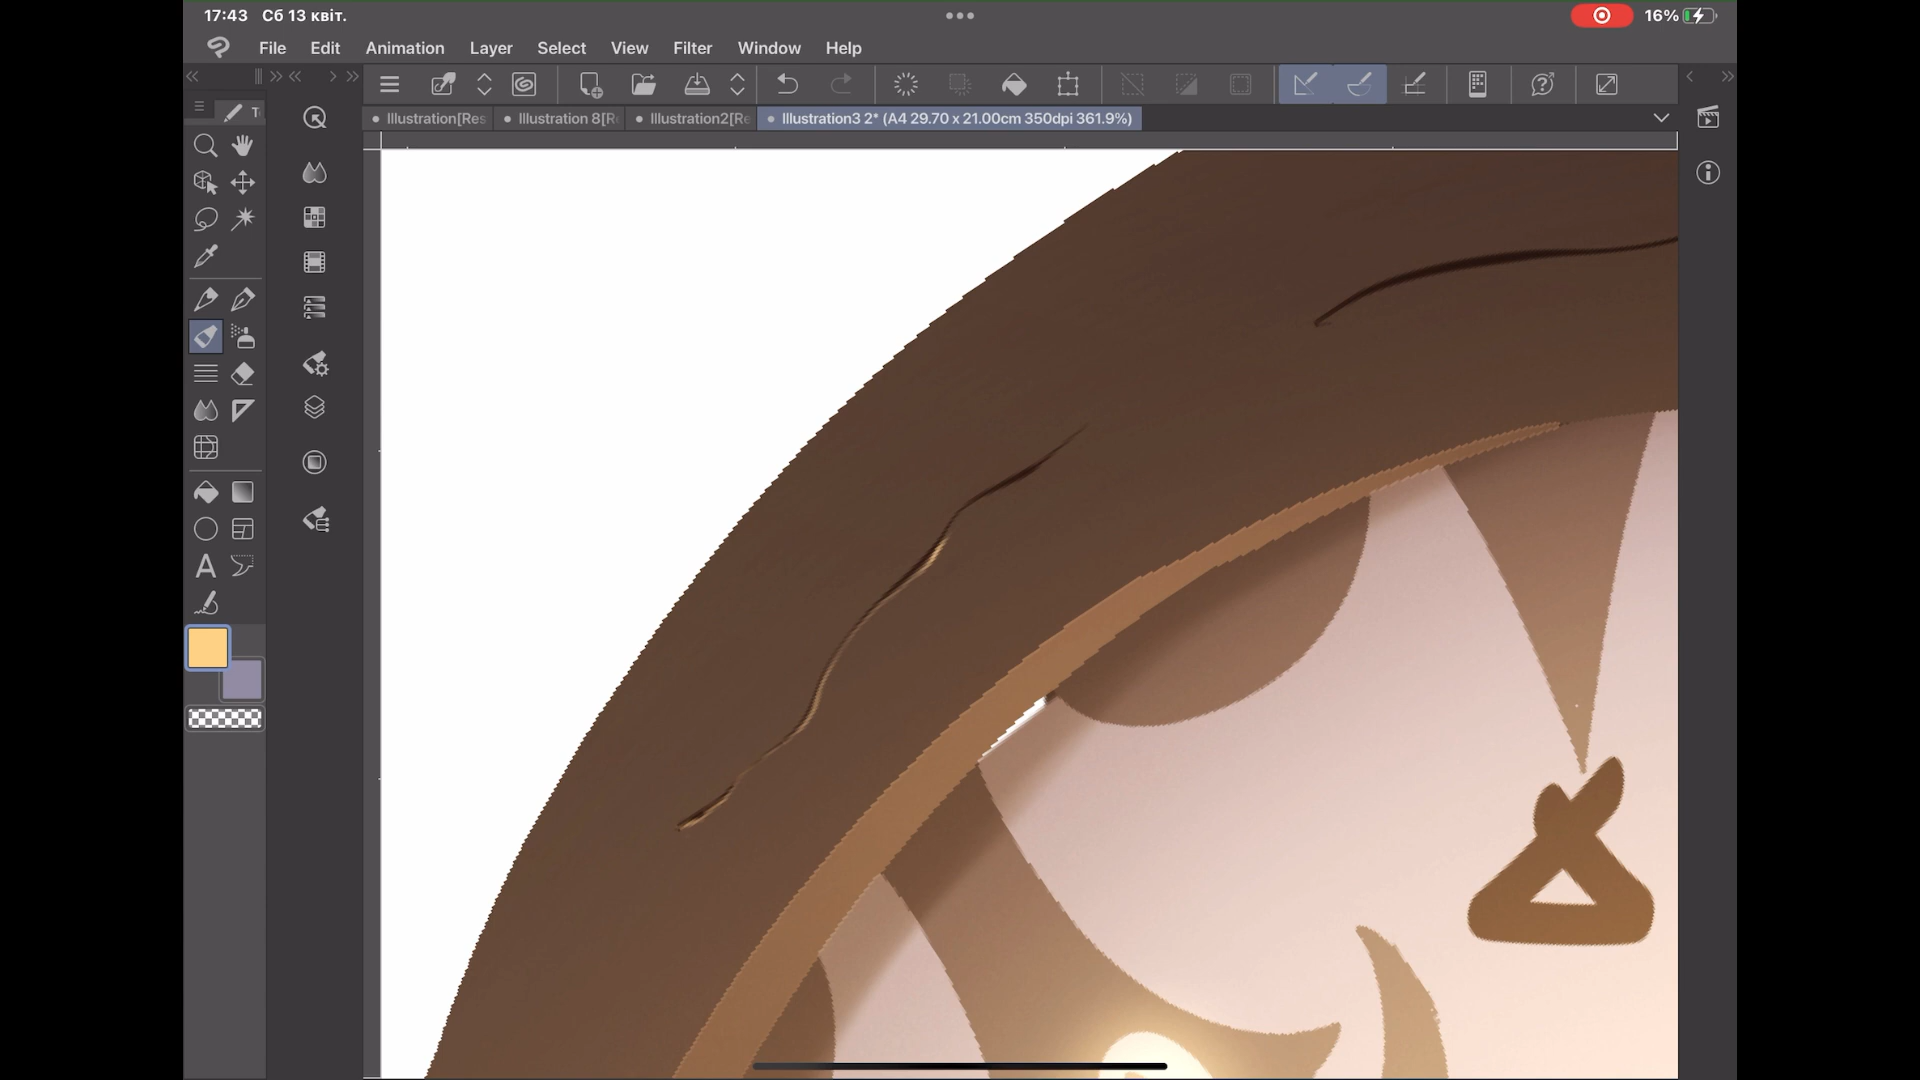 17:43 Сб 13 квіт.
16%
File Edit Animation Layer Select View Filter Window Help
Illustration[Res Illustration 8[R Illustration2[Re Illustration3 2* (A4 29.70 x 21.00cm 350dpi 361.9%)